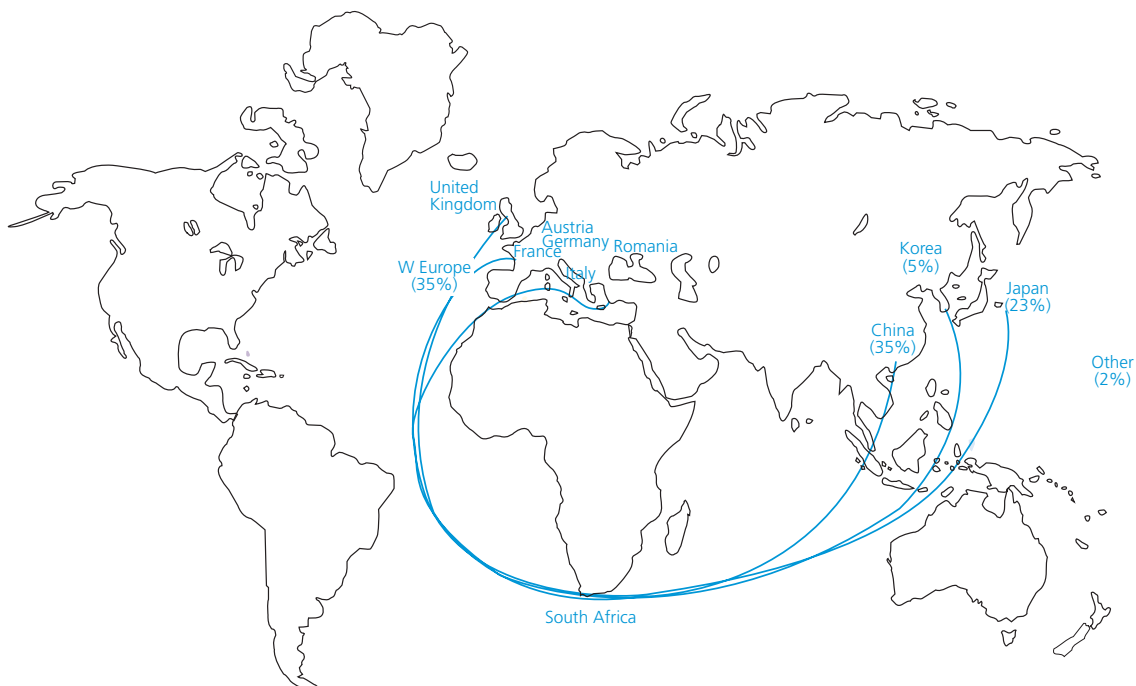 United
Kingdom
Austria
Germany
France
Romania
Italy
W Europe
(35%)
Korea
(5%)
Japan
(23%)
China
(35%)
Other
(2%)
South Africa